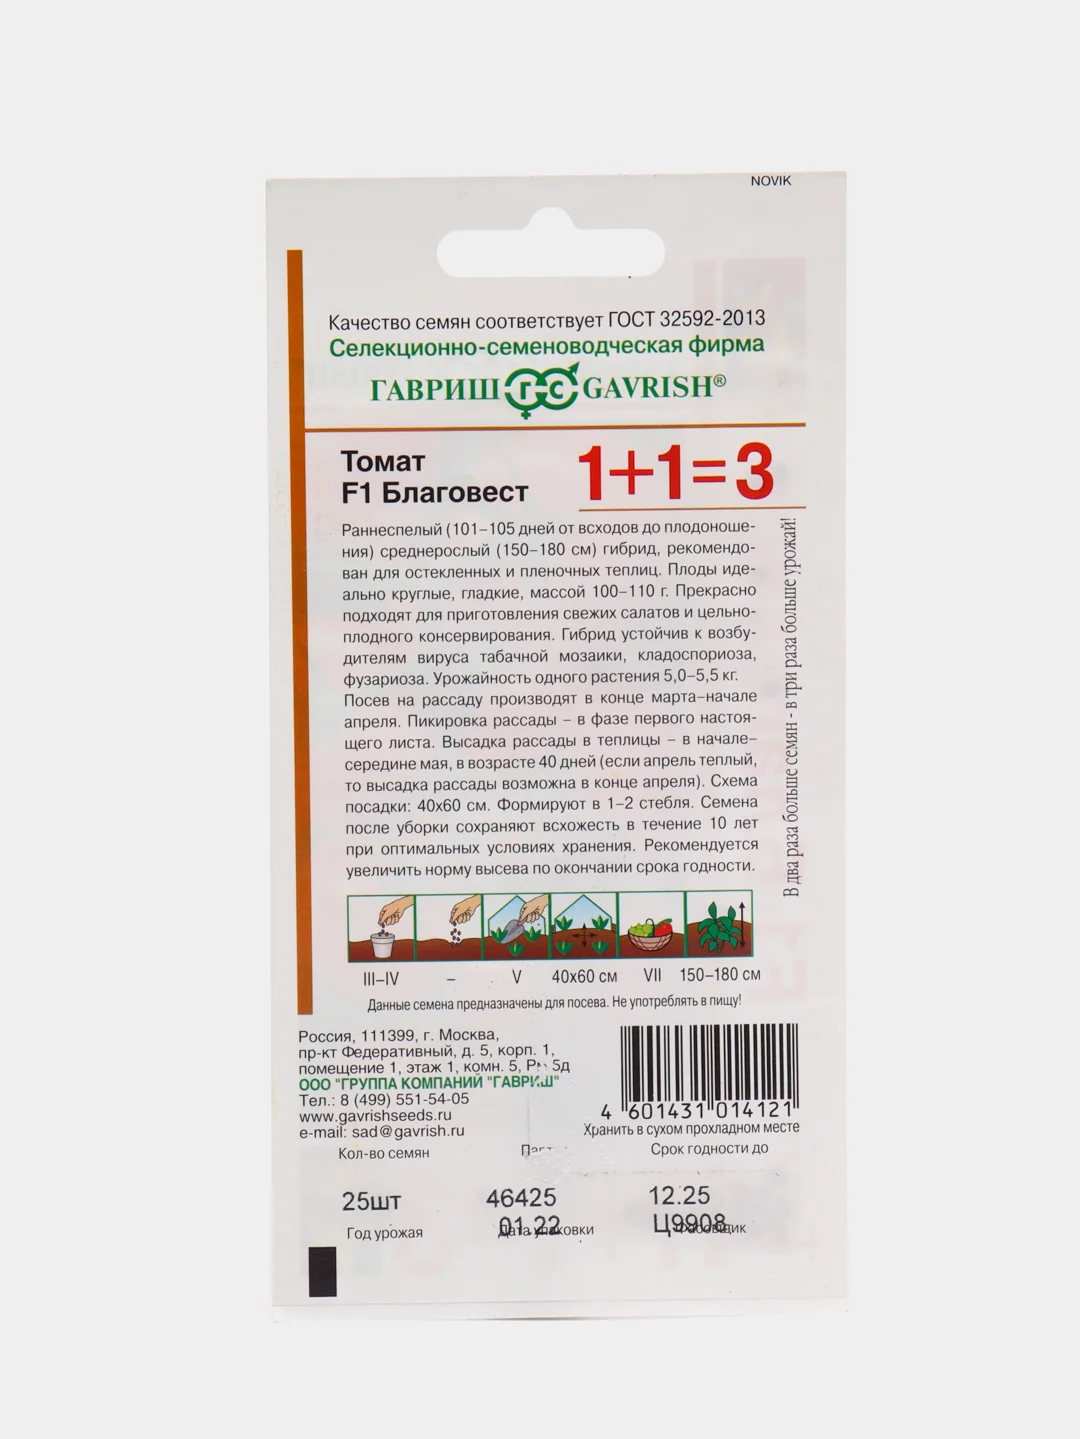 NOVIK
Качество семян соответствует ГОСТ 32592-2013
Селекционно-семеноводческая фирма
ГАВРИШ ГС GAVRISH®
Томат
F1 Благовест
1+1=3
Раннеспелый (101–105 дней от всходов до плодоноше-
ния) среднерослый (150–180 см) гибрид, рекомендо-
ван для остекленных и пленочных теплиц. Плоды иде-
ально круглые, гладкие, массой 100–110 г. Прекрасно
подходят для приготовления свежих салатов и цельно-
плодного консервирования. Гибрид устойчив к возбу-
дителям вируса табачной мозаики, кладоспориоза,
фузариоза. Урожайность одного растения 5,0–5,5 кг.
Посев на рассаду производят в конце марта–начале
апреля. Пикировка рассады – в фазе первого настоя-
щего листа. Высадка рассады в теплицы – в начале–
середине мая, в возрасте 40 дней (если апрель теплый,
то высадка рассады возможна в конце апреля). Схема
посадки: 40х60 см. Формируют в 1–2 стебля. Семена
после уборки сохраняют всхожесть в течение 10 лет
при оптимальных условиях хранения. Рекомендуется
увеличить норму высева по окончании срока годности.
В два раза больше семян - в три раза больше урожай!
III–IV – V 40х60 см VII 150–180 см
Данные семена предназначены для посева. Не употреблять в пищу!
Россия, 111399, г. Москва,
пр-кт Федеративный, д. 5, корп. 1,
помещение 1, этаж 1, комн. 5, 5д
ООО "ГРУППА КОМПАНИЙ "ГАВРИШ"
Тел.: 8 (499) 551-54-05
www.gavrishseeds.ru
e-mail: sad@gavrish.ru
4 601431 014121
Хранить в сухом прохладном месте
Кол-во семян Срок годности до
25шт 46425 12.25
01.22 Ц9908
Год урожая Дата упаковки Фасовщик